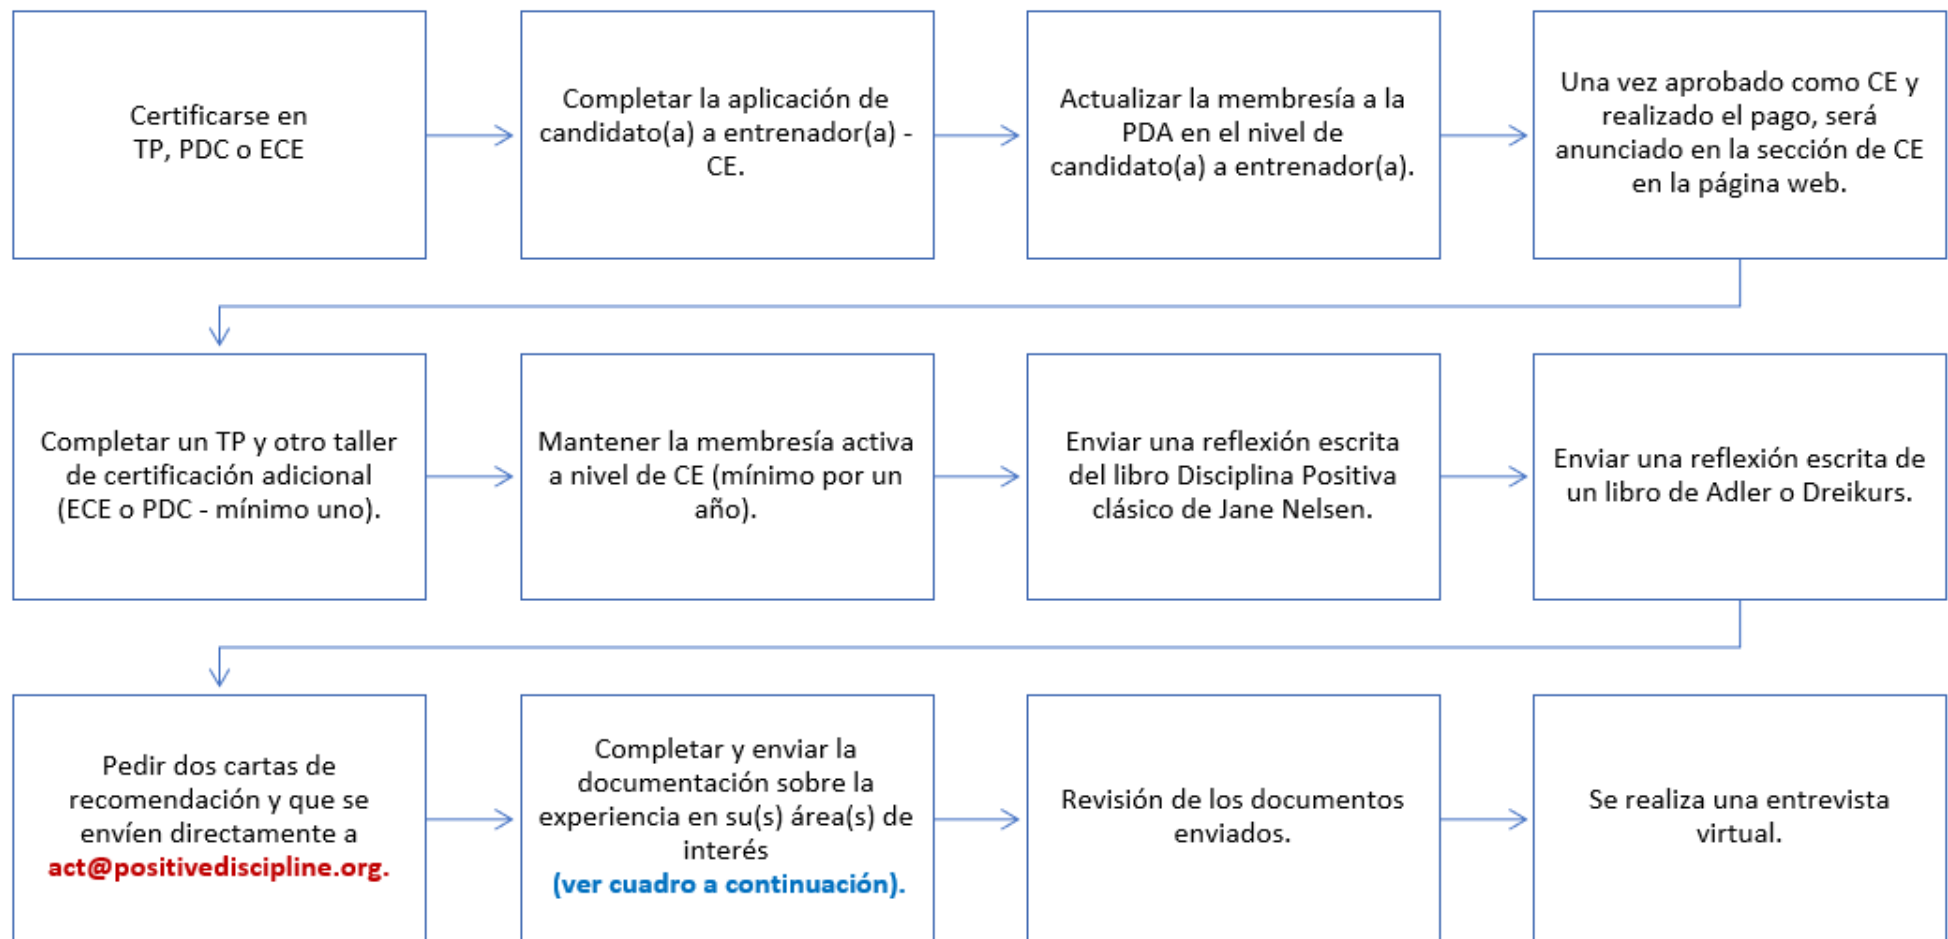 Certificarse en
TP, PDC o ECE
Completar la aplicación de
candidato(a) a entrenador(a) -
CE.
Actualizar la membresía a la
PDA en el nivel de
candidato(a) a entrenador(a).
Una vez aprobado como CE y
realizado el pago, será
anunciado en la sección de CE
en la página web.
Completar un TP y otro taller
de certificación adicional
(ECE o PDC - mínimo uno).
Mantener la membresía activa
a nivel de CE (mínimo por un
año).
Enviar una reflexión escrita
del libro Disciplina Positiva
clásico de Jane Nelsen.
Enviar una reflexión escrita de
un libro de Adler o Dreikurs.
Pedir dos cartas de
recomendación y que se
envíen directamente a
act@positivediscipline.org.
Completar y enviar la
documentación sobre la
experiencia en su(s) área(s) de
interés
(ver cuadro a continuación).
Revisión de los documentos
enviados.
Se realiza una entrevista
virtual.